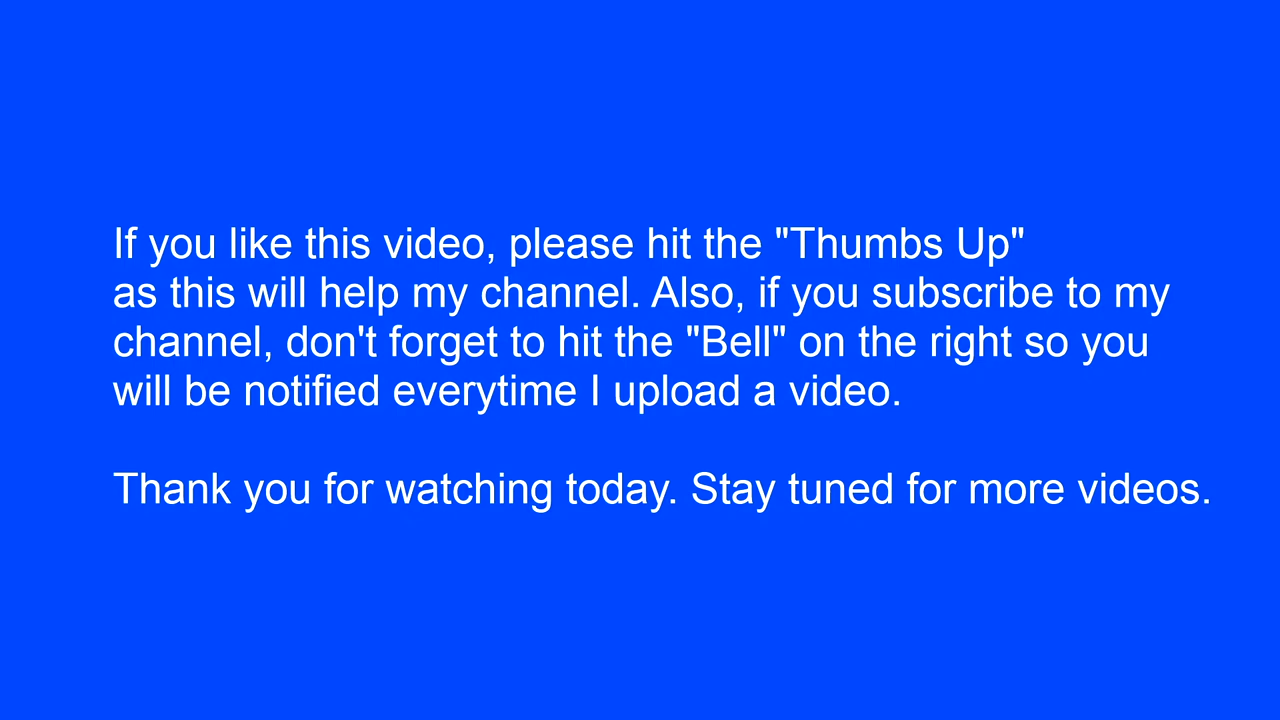 If you like this video, please hit the "Thumbs Up"
as this will help my channel. Also, if you subscribe to my
channel, don't forget to hit the "Bell" on the right so you
will be notified everytime I upload a video.
Thank you for watching today. Stay tuned for more videos.